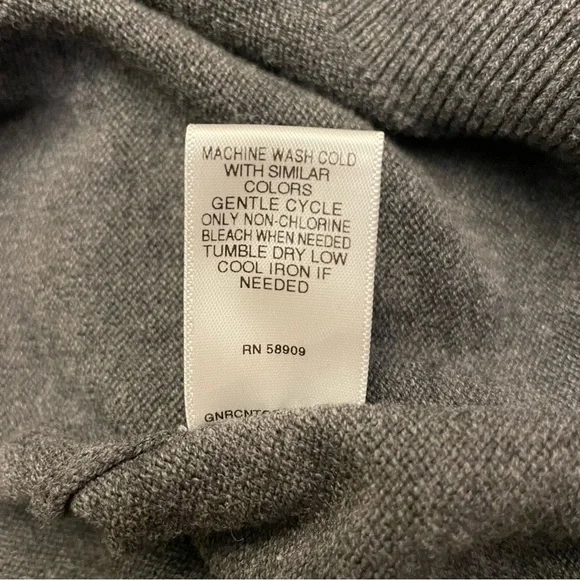 MACHINE WASH COLD
WITH SIMILAR
COLORS
GENTLE CYCLE
ONLY NON-CHLORINE
BLEACH WHEN NEEDED
TUMBLE DRY LOW
COOL IRON IF
NEEDED
RN 58909